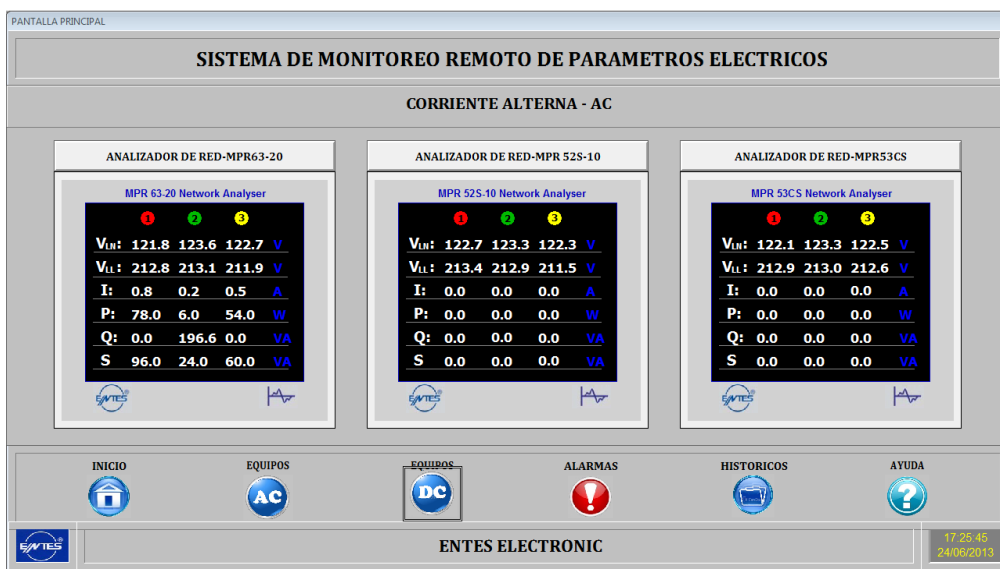 PANTALLA PRINCIPAL
SISTEMA DE MONITOREO REMOTO DE PARAMETROS ELECTRICOS
CORRIENTE ALTERNA - AC
ANALIZADOR DE RED-MPR63-20
MPR 63-20 Network Analyser
1 2 3
VLN: 121.8 123.6 122.7 V
VLL: 212.8 213.1 211.9 V
I: 0.8 0.2 0.5 A
P: 78.0 6.0 54.0 W
Q: 0.0 196.6 0.0 VA
S 96.0 24.0 60.0 VA
ENTES
ANALIZADOR DE RED-MPR 52S-10
MPR 52S-10 Network Analyser
1 2 3
VLN: 122.7 123.3 122.3 V
VLL: 213.4 212.9 211.5 V
I: 0.0 0.0 0.0 A
P: 0.0 0.0 0.0 W
Q: 0.0 0.0 0.0 VA
S 0.0 0.0 0.0 VA
ENTES
ANALIZADOR DE RED-MPR53CS
MPR 53CS Network Analyser
1 2 3
VLN: 122.1 123.3 122.5 V
VLL: 212.9 213.0 212.6 V
I: 0.0 0.0 0.0 A
P: 0.0 0.0 0.0 W
Q: 0.0 0.0 0.0 VA
S 0.0 0.0 0.0 VA
ENTES
INICIO EQUIPOS EQUIPOS ALARMAS HISTORICOS AYUDA
AC DC ! ?
ENTES ENTES ELECTRONIC 17:25:45
24/06/2013